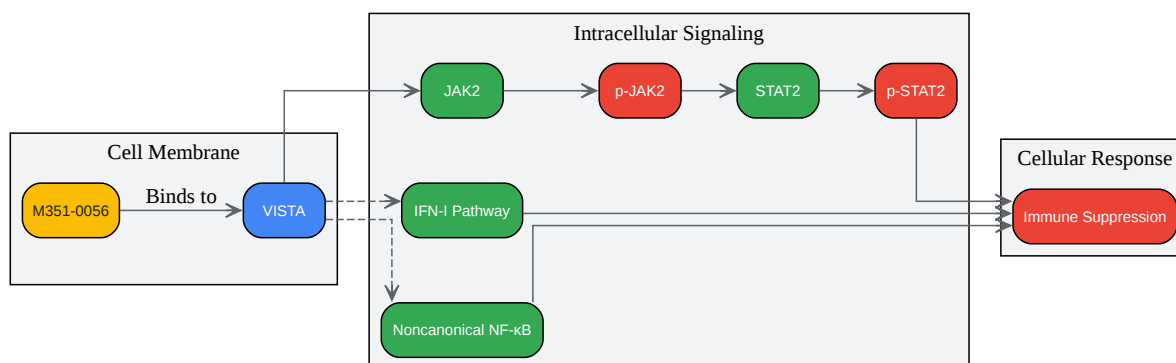 Intracellular Signaling
JAK2
p-JAK2
STAT2
p-STAT2
Cell Membrane
M351-0056
Binds to
VISTA
IFN-I Pathway
Noncanonical NF-κB
Cellular Response
Immune Suppression